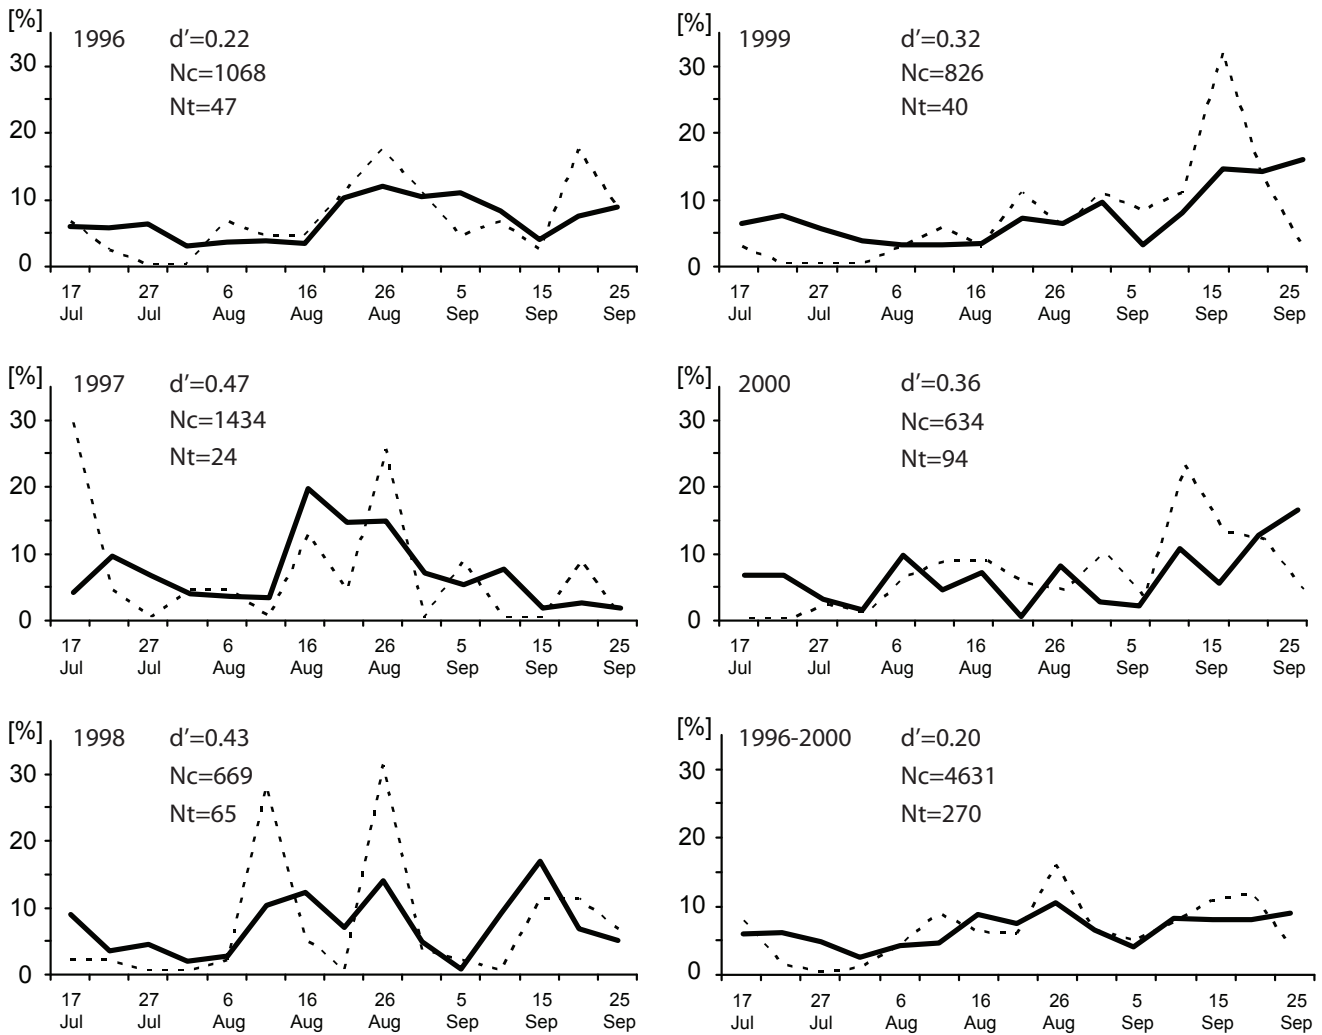 [%]
1996 d’=0.22
Nc=1068
Nt=47
30
20
10
0
17 27 6 16 26 5 15 25
Jul Jul Aug Aug Aug Sep Sep Sep
[%]
1999 d’=0.32
Nc=826
Nt=40
30
20
10
0
17 27 6 16 26 5 15 25
Jul Jul Aug Aug Aug Sep Sep Sep
[%]
1997 d’=0.47
Nc=1434
Nt=24
30
20
10
0
17 27 6 16 26 5 15 25
Jul Jul Aug Aug Aug Sep Sep Sep
[%]
2000 d’=0.36
Nc=634
Nt=94
30
20
10
0
17 27 6 16 26 5 15 25
Jul Jul Aug Aug Aug Sep Sep Sep
[%]
1998 d’=0.43
Nc=669
Nt=65
30
20
10
0
17 27 6 16 26 5 15 25
Jul Jul Aug Aug Aug Sep Sep Sep
[%]
1996-2000 d’=0.20
Nc=4631
Nt=270
30
20
10
0
17 27 6 16 26 5 15 25
Jul Jul Aug Aug Aug Sep Sep Sep